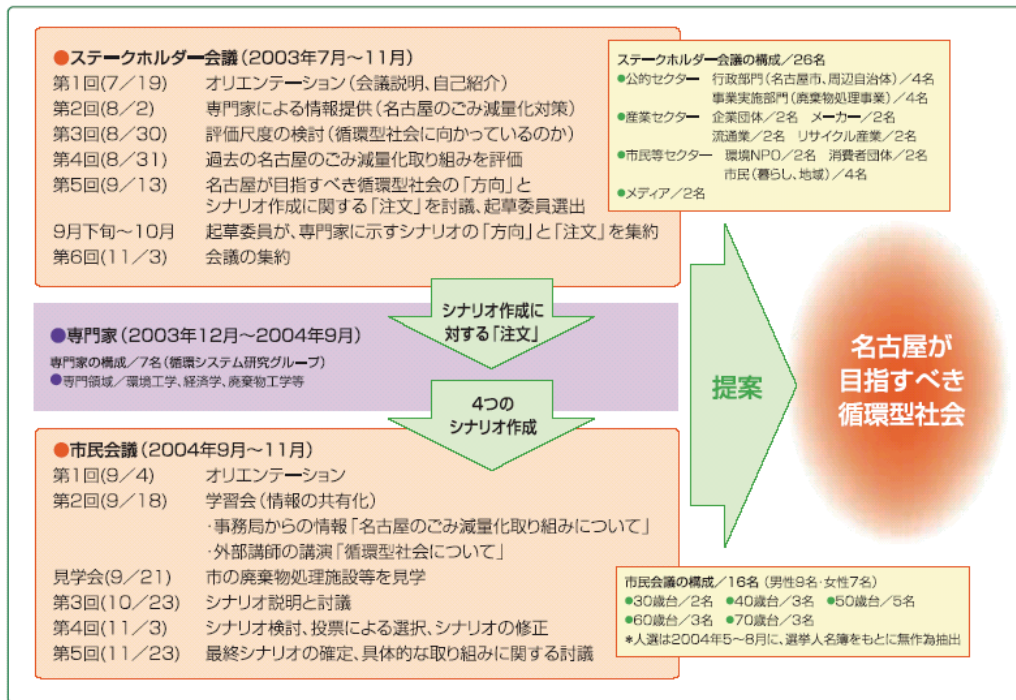 ●ステークホルダー会議(2003年7月～11月)
第1回(7／19) オリエンテーション(会議説明、自己紹介)
第2回(8／2) 専門家による情報提供(名古屋のごみ減量化対策)
第3回(8／30) 評価尺度の検討(循環型社会に向かっているのか)
第4回(8／31) 過去の名古屋のごみ減量化取り組みを評価
第5回(9／13) 名古屋が目指すべき循環型社会の「方向」と
シナリオ作成に関する「注文」を討議、起草委員選出
9月下旬～10月 起草委員が、専門家に示すシナリオの「方向」と「注文」を集約
第6回(11／3) 会議の集約
ステークホルダー会議の構成／26名
●公的セクター 行政部門(名古屋市、周辺自治体)／4名
事業実施部門(廃棄物処理事業)／4名
●産業セクター 企業団体／2名 メーカー／2名
流通業／2名 リサイクル産業／2名
●市民等セクター 環境NPO／2名 消費者団体／2名
市民(暮らし、地域)／4名
●メディア／2名
シナリオ作成に
対する「注文」
●専門家(2003年12月～2004年9月)
専門家の構成／7名(循環システム研究グループ)
●専門領域／環境工学、経済学、廃棄物工学等
4つの
シナリオ作成
提案
名古屋が
目指すべき
循環型社会
●市民会議(2004年9月～11月)
第1回(9／4) オリエンテーション
第2回(9／18) 学習会(情報の共有化)
・事務局からの情報「名古屋のごみ減量化取り組みについて」
・外部講師の講演「循環型社会について」
見学会(9／21) 市の廃棄物処理施設等を見学
第3回(10／23) シナリオ説明と討議
第4回(11／3) シナリオ検討、投票による選択、シナリオの修正
第5回(11／23) 最終シナリオの確定、具体的な取り組みに関する討議
市民会議の構成／16名 (男性9名・女性7名)
●30歳台／2名 ●40歳台／3名 ●50歳台／5名
●60歳台／3名 ●70歳台／3名
＊人選は2004年5～8月に、選挙人名簿をもとに無作為抽出